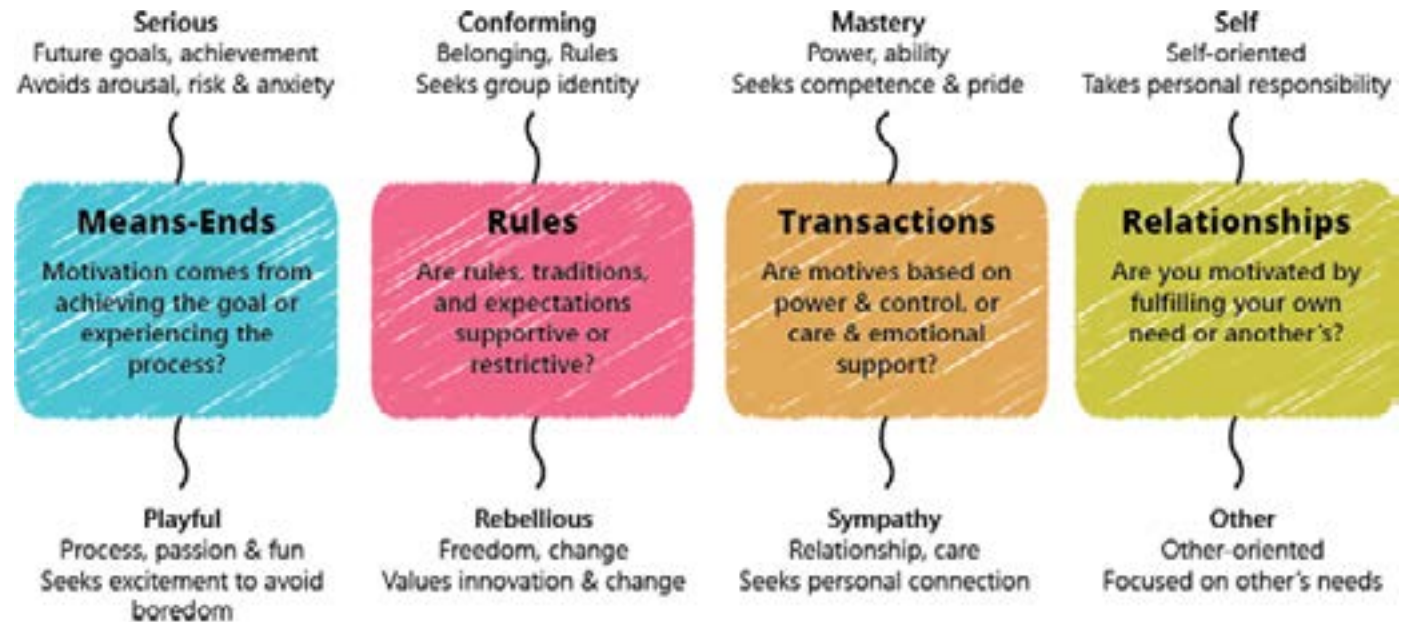 Serious
Future goals, achievement
Avoids arousal, risk & anxiety
Means-Ends
Motivation comes from
achieving the goal or
experiencing the
process?
Playful
Process, passion & fun
Seeks excitement to avoid
boredom
Conforming
Belonging, Rules
Seeks group identity
Rules
Are rules, traditions,
and expectations
supportive or
restrictive?
Rebellious
Freedom, change
Values innovation & change
Mastery
Power, ability
Seeks competence & pride
Transactions
Are motives based on
power & control, or
care & emotional
support?
Sympathy
Relationship, care
Seeks personal connection
Self
Self-oriented
Takes personal responsibility
Relationships
Are you motivated by
fulfilling your own
need or another's?
Other
Other-oriented
Focused on other's needs